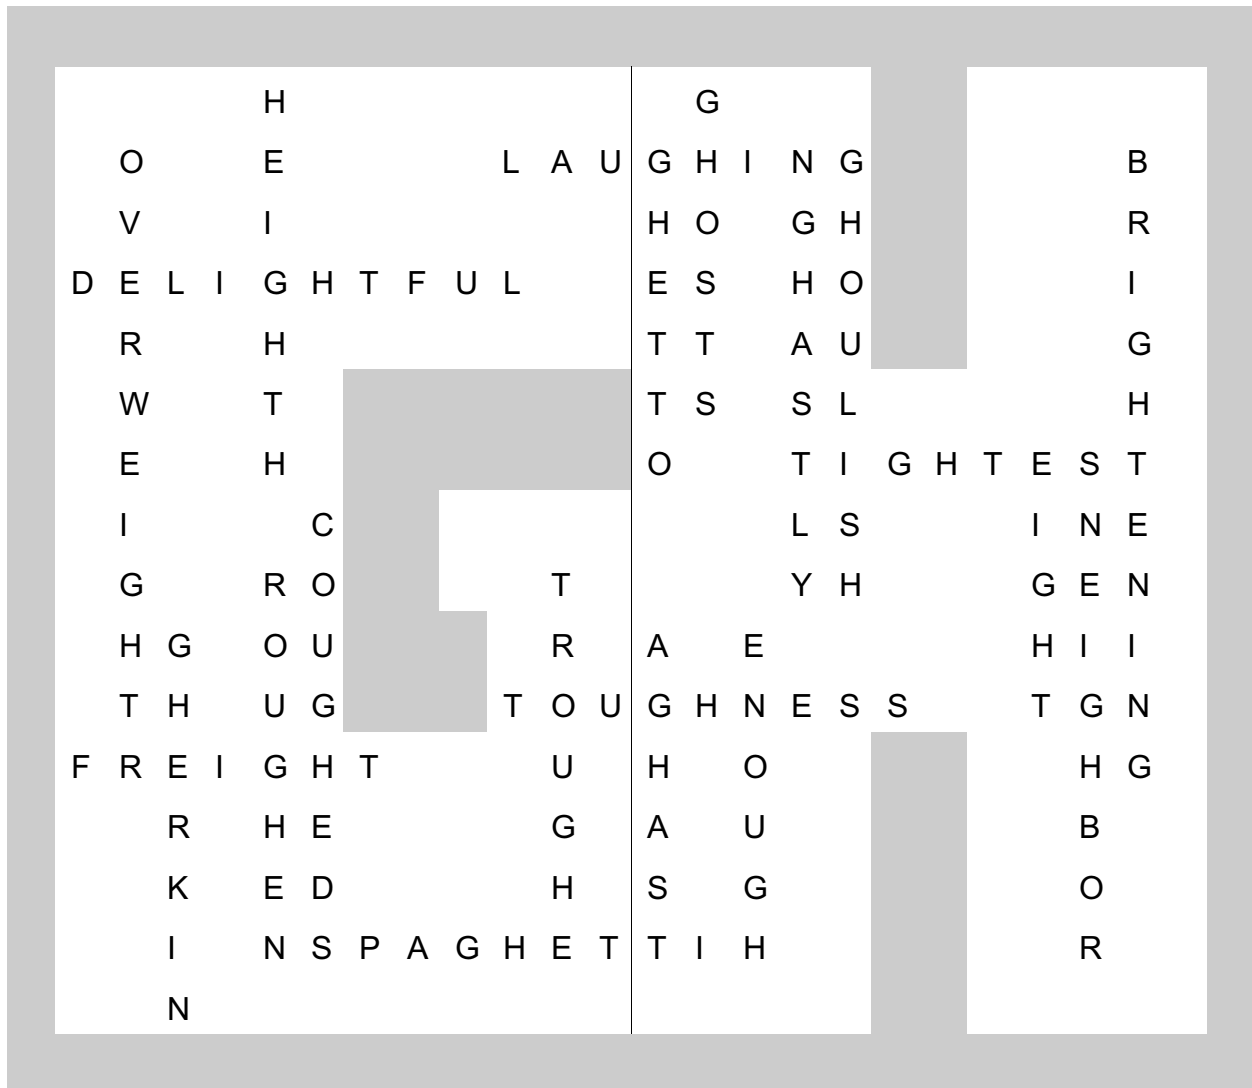 H G
O E L A U G H I N G B
V I H O G H R
D E L I G H T F U L E S H O I
R H T T A U G
W T T S S L H
E H O T I G H T E S T
I C L S I N E
G R O T Y H G E N
H G O U R A E H I I
T H U G T O U G H N E S S T G N
F R E I G H T U H O H G
R H E G A U B
K E D H S G O
I N S P A G H E T T I H R
N